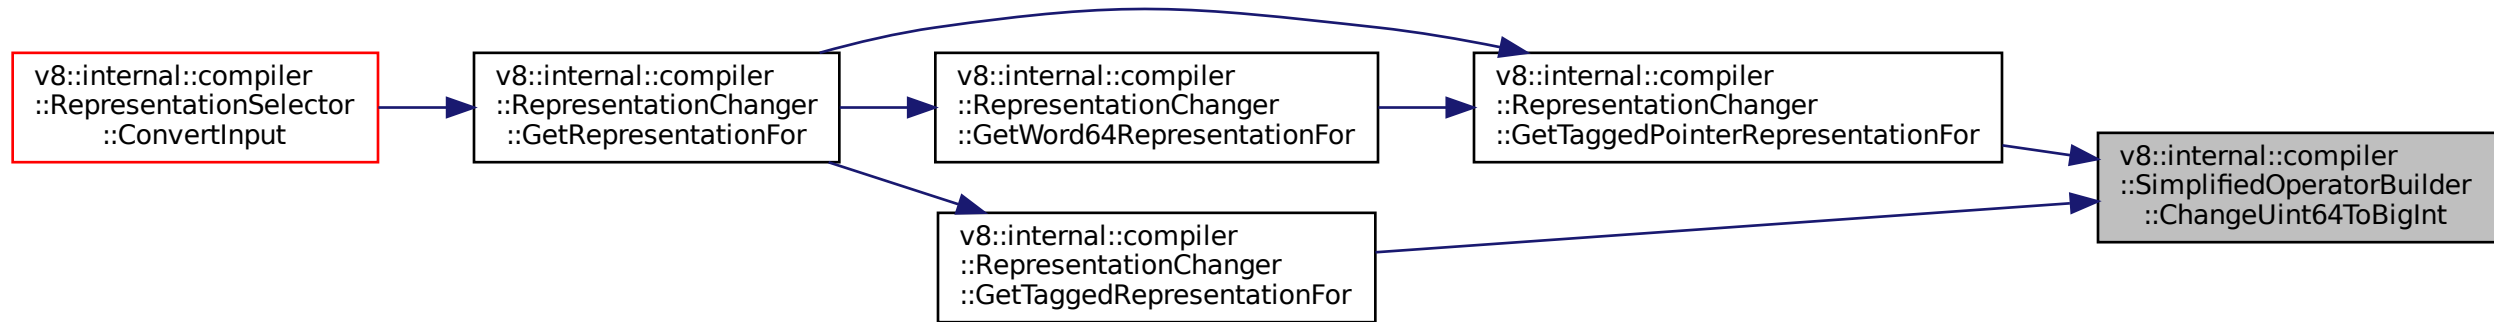 v8::internal::compiler
::RepresentationSelector
::ConvertInput
v8::internal::compiler
::RepresentationChanger
::GetRepresentationFor
v8::internal::compiler
::RepresentationChanger
::GetWord64RepresentationFor
v8::internal::compiler
::RepresentationChanger
::GetTaggedPointerRepresentationFor
v8::internal::compiler
::SimplifiedOperatorBuilder
::ChangeUint64ToBigInt
v8::internal::compiler
::RepresentationChanger
::GetTaggedRepresentationFor